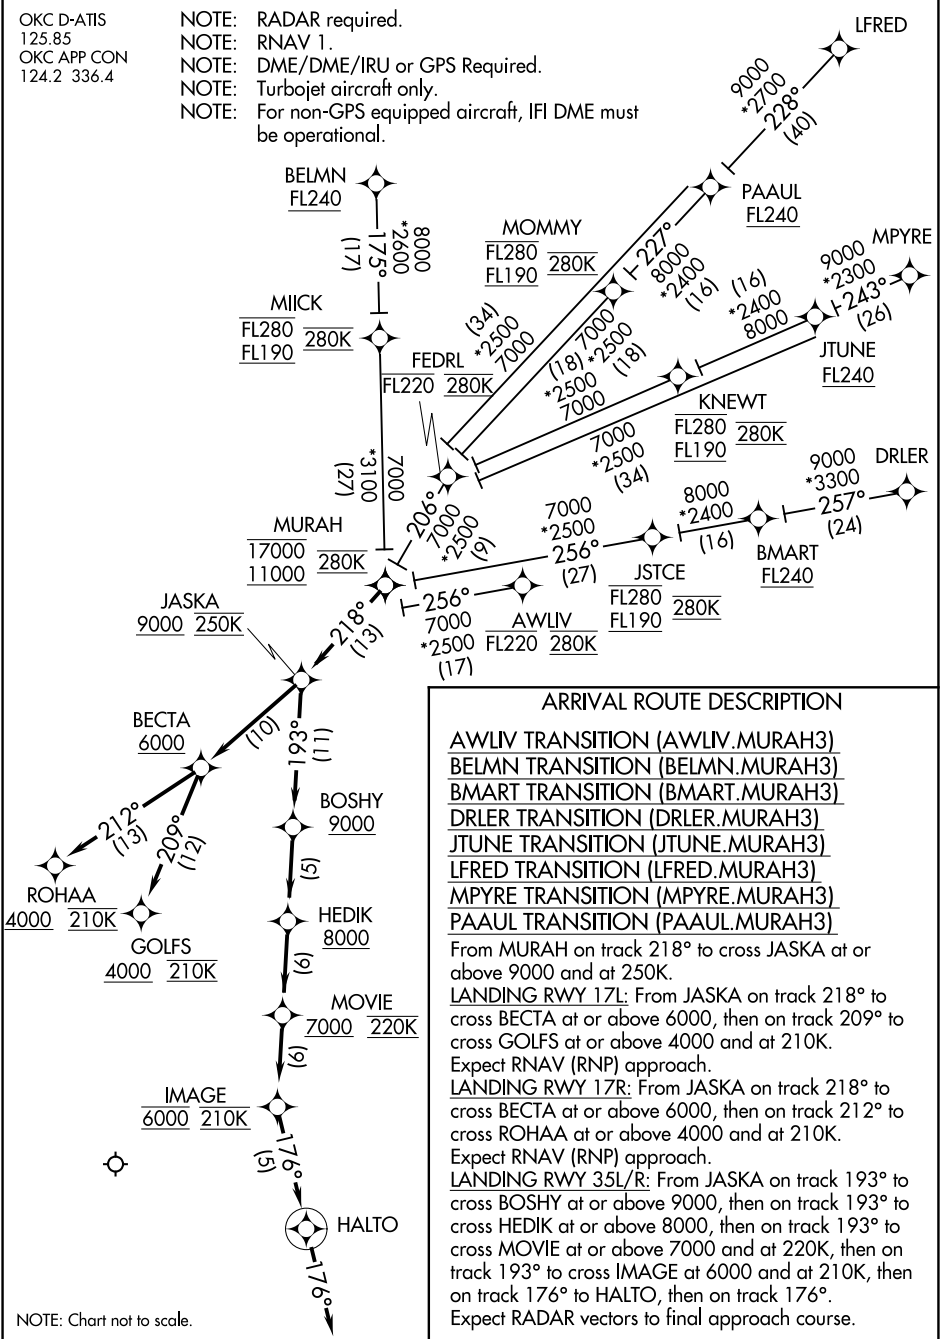 OKC D-ATIS
125.85
OKC APP CON
124.2 336.4
NOTE: RADAR required.
NOTE: RNAV 1.
NOTE: DME/DME/IRU or GPS Required.
NOTE: Turbojet aircraft only.
NOTE: For non-GPS equipped aircraft, IFI DME must
be operational.
LFRED
9000
*2700
228°
(40)
BELMN
FL240
PAAUL
FL240
8000
*2600
175°
(17)
MOMMY
FL280
FL190
280K
227°
8000
*2400
(16)
MPYRE
9000
*2300
243°
(26)
(16)
*2400
8000
JTUNE
FL240
MIICK
FL280
FL190
280K
(34)
*2500
7000
7000
*2500
(18)
FEDRL
FL220 280K
(18)
*2500
7000
KNEWT
FL280
FL190
280K
7000
*2500
(34)
7000
*3100
(27)
206°
7000
*2500
(9)
DRLER
9000
*3300
257°
(24)
8000
*2400
(16)
BMART
FL240
7000
*2500
256°
(27)
JSTCE
FL280
FL190
280K
MURAH
17000
11000
280K
256°
7000
*2500
(17)
AWLIV
FL220 280K
JASKA
9000 250K
218°
(13)
BECTA
6000
(10)
193°
(11)
212°
(13)
209°
(12)
BOSHY
9000
(5)
ROHAA
4000 210K
GOLFS
4000 210K
HEDIK
8000
(6)
MOVIE
7000 220K
(6)
IMAGE
6000 210K
176°
(5)
HALTO
176°
NOTE: Chart not to scale.
ARRIVAL ROUTE DESCRIPTION
AWLIV TRANSITION (AWLIV.MURAH3)
BELMN TRANSITION (BELMN.MURAH3)
BMART TRANSITION (BMART.MURAH3)
DRLER TRANSITION (DRLER.MURAH3)
JTUNE TRANSITION (JTUNE.MURAH3)
LFRED TRANSITION (LFRED.MURAH3)
MPYRE TRANSITION (MPYRE.MURAH3)
PAAUL TRANSITION (PAAUL.MURAH3)
From MURAH on track 218° to cross JASKA at or
above 9000 and at 250K.
LANDING RWY 17L: From JASKA on track 218° to
cross BECTA at or above 6000, then on track 209° to
cross GOLFS at or above 4000 and at 210K.
Expect RNAV (RNP) approach.
LANDING RWY 17R: From JASKA on track 218° to
cross BECTA at or above 6000, then on track 212° to
cross ROHAA at or above 4000 and at 210K.
Expect RNAV (RNP) approach.
LANDING RWY 35L/R: From JASKA on track 193° to
cross BOSHY at or above 9000, then on track 193° to
cross HEDIK at or above 8000, then on track 193° to
cross MOVIE at or above 7000 and at 220K, then on
track 193° to cross IMAGE at 6000 and at 210K, then
on track 176° to HALTO, then on track 176°.
Expect RADAR vectors to final approach course.